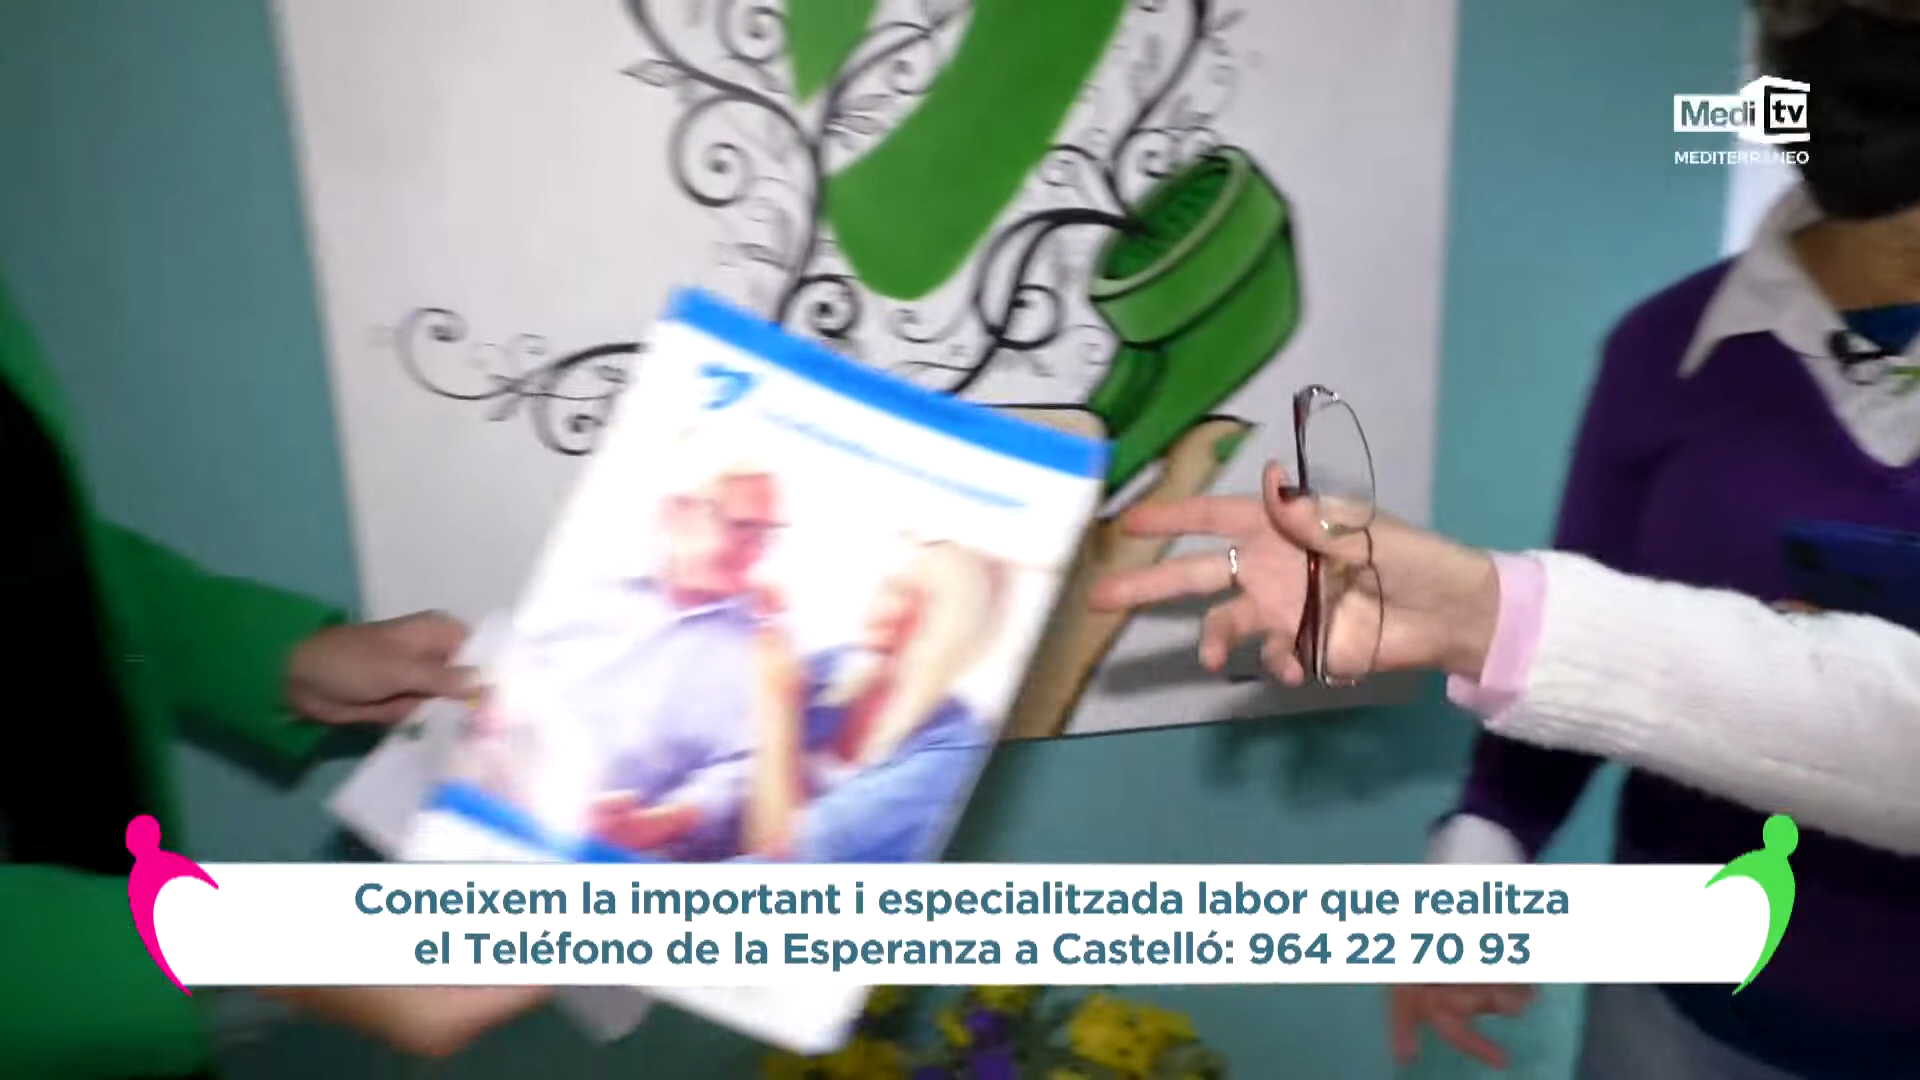 Medi tv
MEDITERRÁNEO
Coneixem la important i especialitzada labor que realitza
el Teléfono de la Esperanza a Castelló: 964 22 70 93